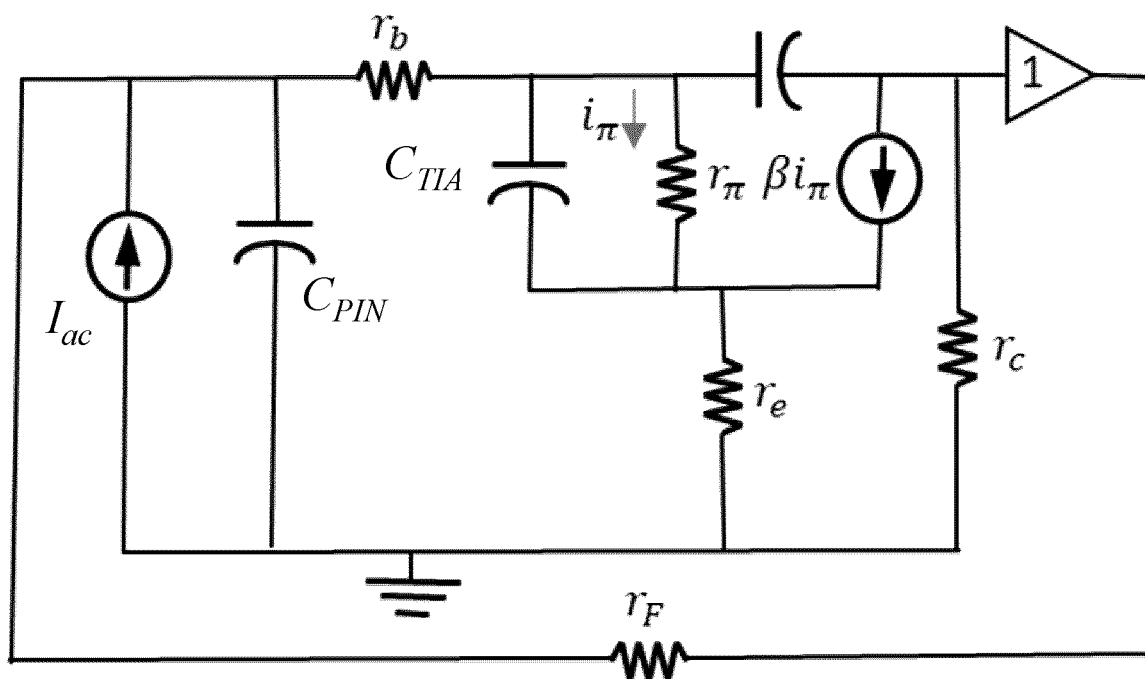 r_b
1
i_π
C_TIA
r_π
βi_π
I_ac
C_PIN
r_c
r_e
r_F